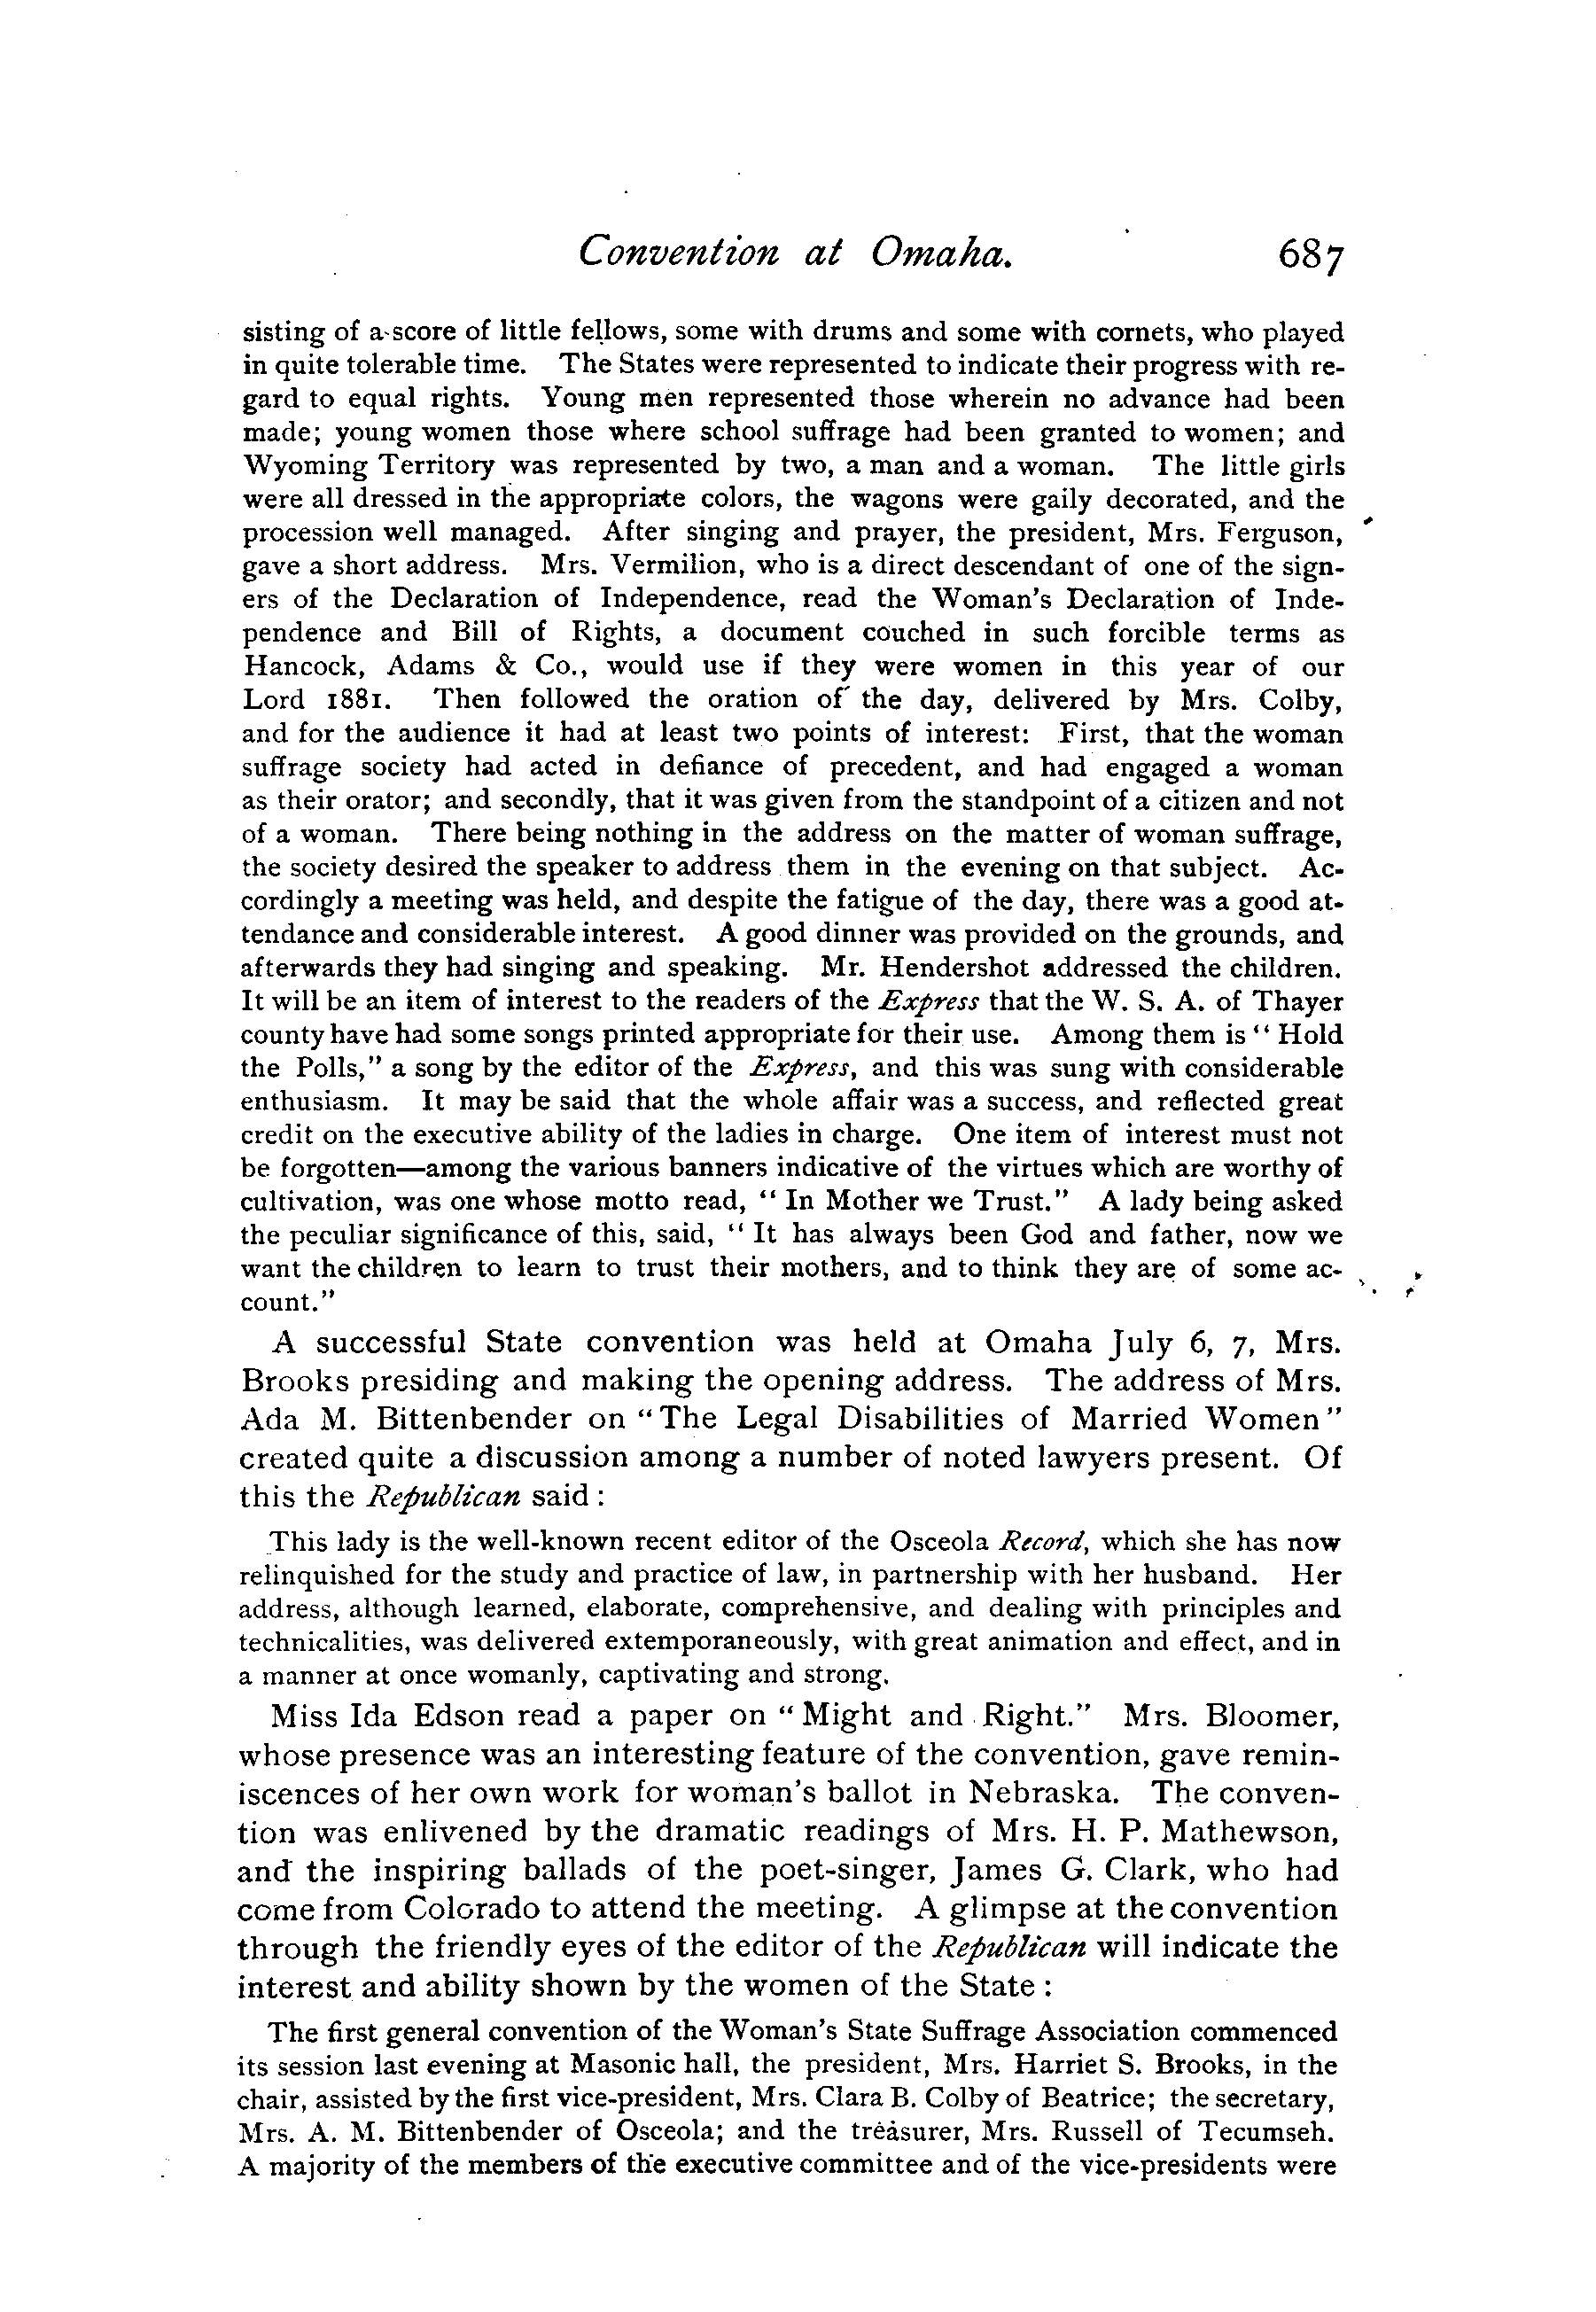 Convention at Omaha. 687
sisting of a score of little fellows, some with drums and some with cornets, who played
in quite tolerable time. The States were represented to indicate their progress with re-
gard to equal rights. Young men represented those wherein no advance had been
made; young women those where school suffrage had been granted to women; and
Wyoming Territory was represented by two, a man and a woman. The little girls
were all dressed in the appropriate colors, the wagons were gaily decorated, and the
procession well managed. After singing and prayer, the president, Mrs. Ferguson,
gave a short address. Mrs. Vermilion, who is a direct descendant of one of the sign-
ers of the Declaration of Independence, read the Woman's Declaration of Inde-
pendence and Bill of Rights, a document couched in such forcible terms as
Hancock, Adams & Co., would use if they were women in this year of our
Lord 1881. Then followed the oration of the day, delivered by Mrs. Colby,
and for the audience it had at least two points of interest: First, that the woman
suffrage society had acted in defiance of precedent, and had engaged a woman
as their orator; and secondly, that it was given from the standpoint of a citizen and not
of a woman. There being nothing in the address on the matter of woman suffrage,
the society desired the speaker to address them in the evening on that subject. Ac-
cordingly a meeting was held, and despite the fatigue of the day, there was a good at-
tendance and considerable interest. A good dinner was provided on the grounds, and
afterwards they had singing and speaking. Mr. Hendershot addressed the children.
It will be an item of interest to the readers of the Express that the W. S. A. of Thayer
county have had some songs printed appropriate for their use. Among them is "Hold
the Polls," a song by the editor of the Express, and this was sung with considerable
enthusiasm. It may be said that the whole affair was a success, and reflected great
credit on the executive ability of the ladies in charge. One item of interest must not
be forgotten—among the various banners indicative of the virtues which are worthy of
cultivation, was one whose motto read, "In Mother we Trust." A lady being asked
the peculiar significance of this, said, "It has always been God and father, now we
want the children to learn to trust their mothers, and to think they are of some ac-
count."
A successful State convention was held at Omaha July 6, 7, Mrs.
Brooks presiding and making the opening address. The address of Mrs.
Ada M. Bittenbender on "The Legal Disabilities of Married Women"
created quite a discussion among a number of noted lawyers present. Of
this the Republican said:
This lady is the well-known recent editor of the Osceola Record, which she has now
relinquished for the study and practice of law, in partnership with her husband. Her
address, although learned, elaborate, comprehensive, and dealing with principles and
technicalities, was delivered extemporaneously, with great animation and effect, and in
a manner at once womanly, captivating and strong.
Miss Ida Edson read a paper on "Might and Right." Mrs. Bloomer,
whose presence was an interesting feature of the convention, gave remin-
iscences of her own work for woman's ballot in Nebraska. The conven-
tion was enlivened by the dramatic readings of Mrs. H. P. Mathewson,
and the inspiring ballads of the poet-singer, James G. Clark, who had
come from Colorado to attend the meeting. A glimpse at the convention
through the friendly eyes of the editor of the Republican will indicate the
interest and ability shown by the women of the State:
The first general convention of the Woman's State Suffrage Association commenced
its session last evening at Masonic hall, the president, Mrs. Harriet S. Brooks, in the
chair, assisted by the first vice-president, Mrs. Clara B. Colby of Beatrice; the secretary,
Mrs. A. M. Bittenbender of Osceola; and the treasurer, Mrs. Russell of Tecumseh.
A majority of the members of the executive committee and of the vice-presidents were